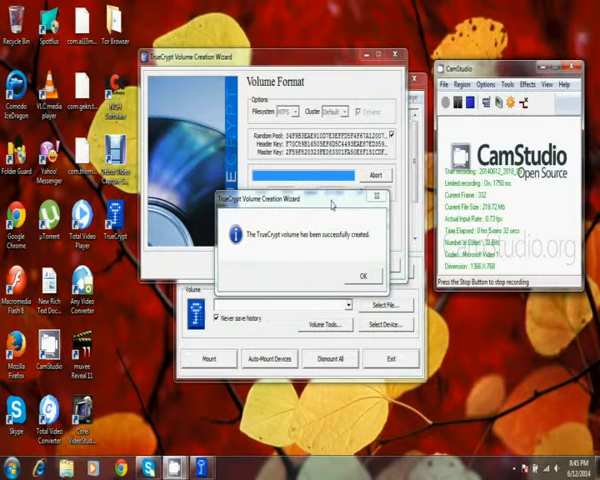 Recycle Bin
Spotflux
Tor Browser
Comodo IceDragon
VLC media player
Folder Guard
Yahoo! Messenger
Google Chrome
µTorrent
Total Video Player
TrueCrypt
Macromedia Flash 8
New Rich Text Doc...
Any Video Converter
Mozilla Firefox
CamStudio
muvee Reveal 11
Skype
Total Video Converter
Corel VideoStud...
TrueCrypt Volume Creation Wizard
Volume Format
Options
Filesystem
NTFS
Cluster
Default
Dynamic
Random Pool:
Header Key:
Master Key:
Abort
TrueCrypt Volume Creation Wizard
The TrueCrypt volume has been successfully created.
OK
Volume
Never save history
Select File...
Volume Tools...
Select Device...
Mount
Auto-Mount Devices
Dismount All
Exit
CamStudio
File Region Options Tools Effects View Help
CamStudio
Open Source
Limited recording : On, 1750 ms
Current Frame : 332
Current File Size : 218.72 Mb
Actual Input Rate : 8.73 fps
Time Elapsed : 0 hrs 0 mins 32 secs
Number of Colors : 32 Bits
Codec : Microsoft Video 1
Dimension : 1366 X 768
CamStudio.org
Press the Stop Button to stop recording
8:45 PM
6/12/2014